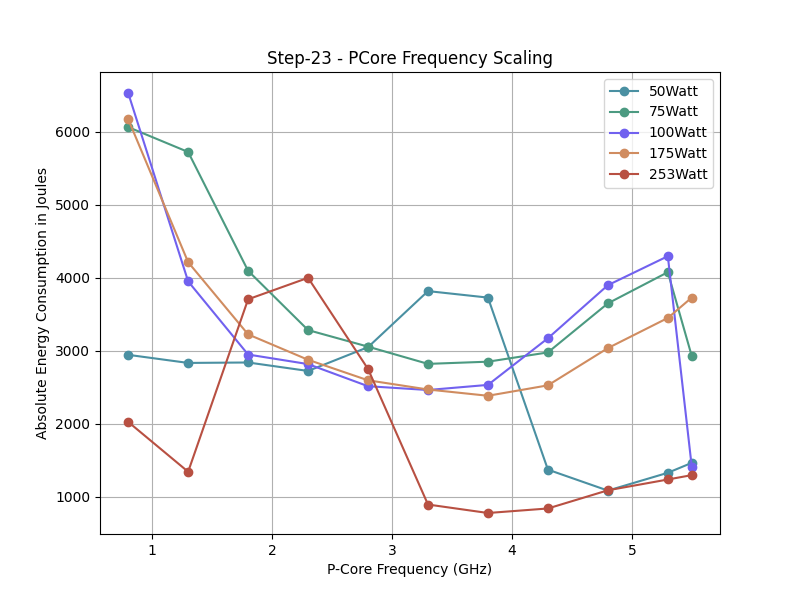 Step-23 - PCore Frequency Scaling
50Watt
75Watt
100Watt
175Watt
253Watt
Absolute Energy Consumption in Joules
6000
5000
4000
3000
2000
1000
1 2 3 4 5
P-Core Frequency (GHz)